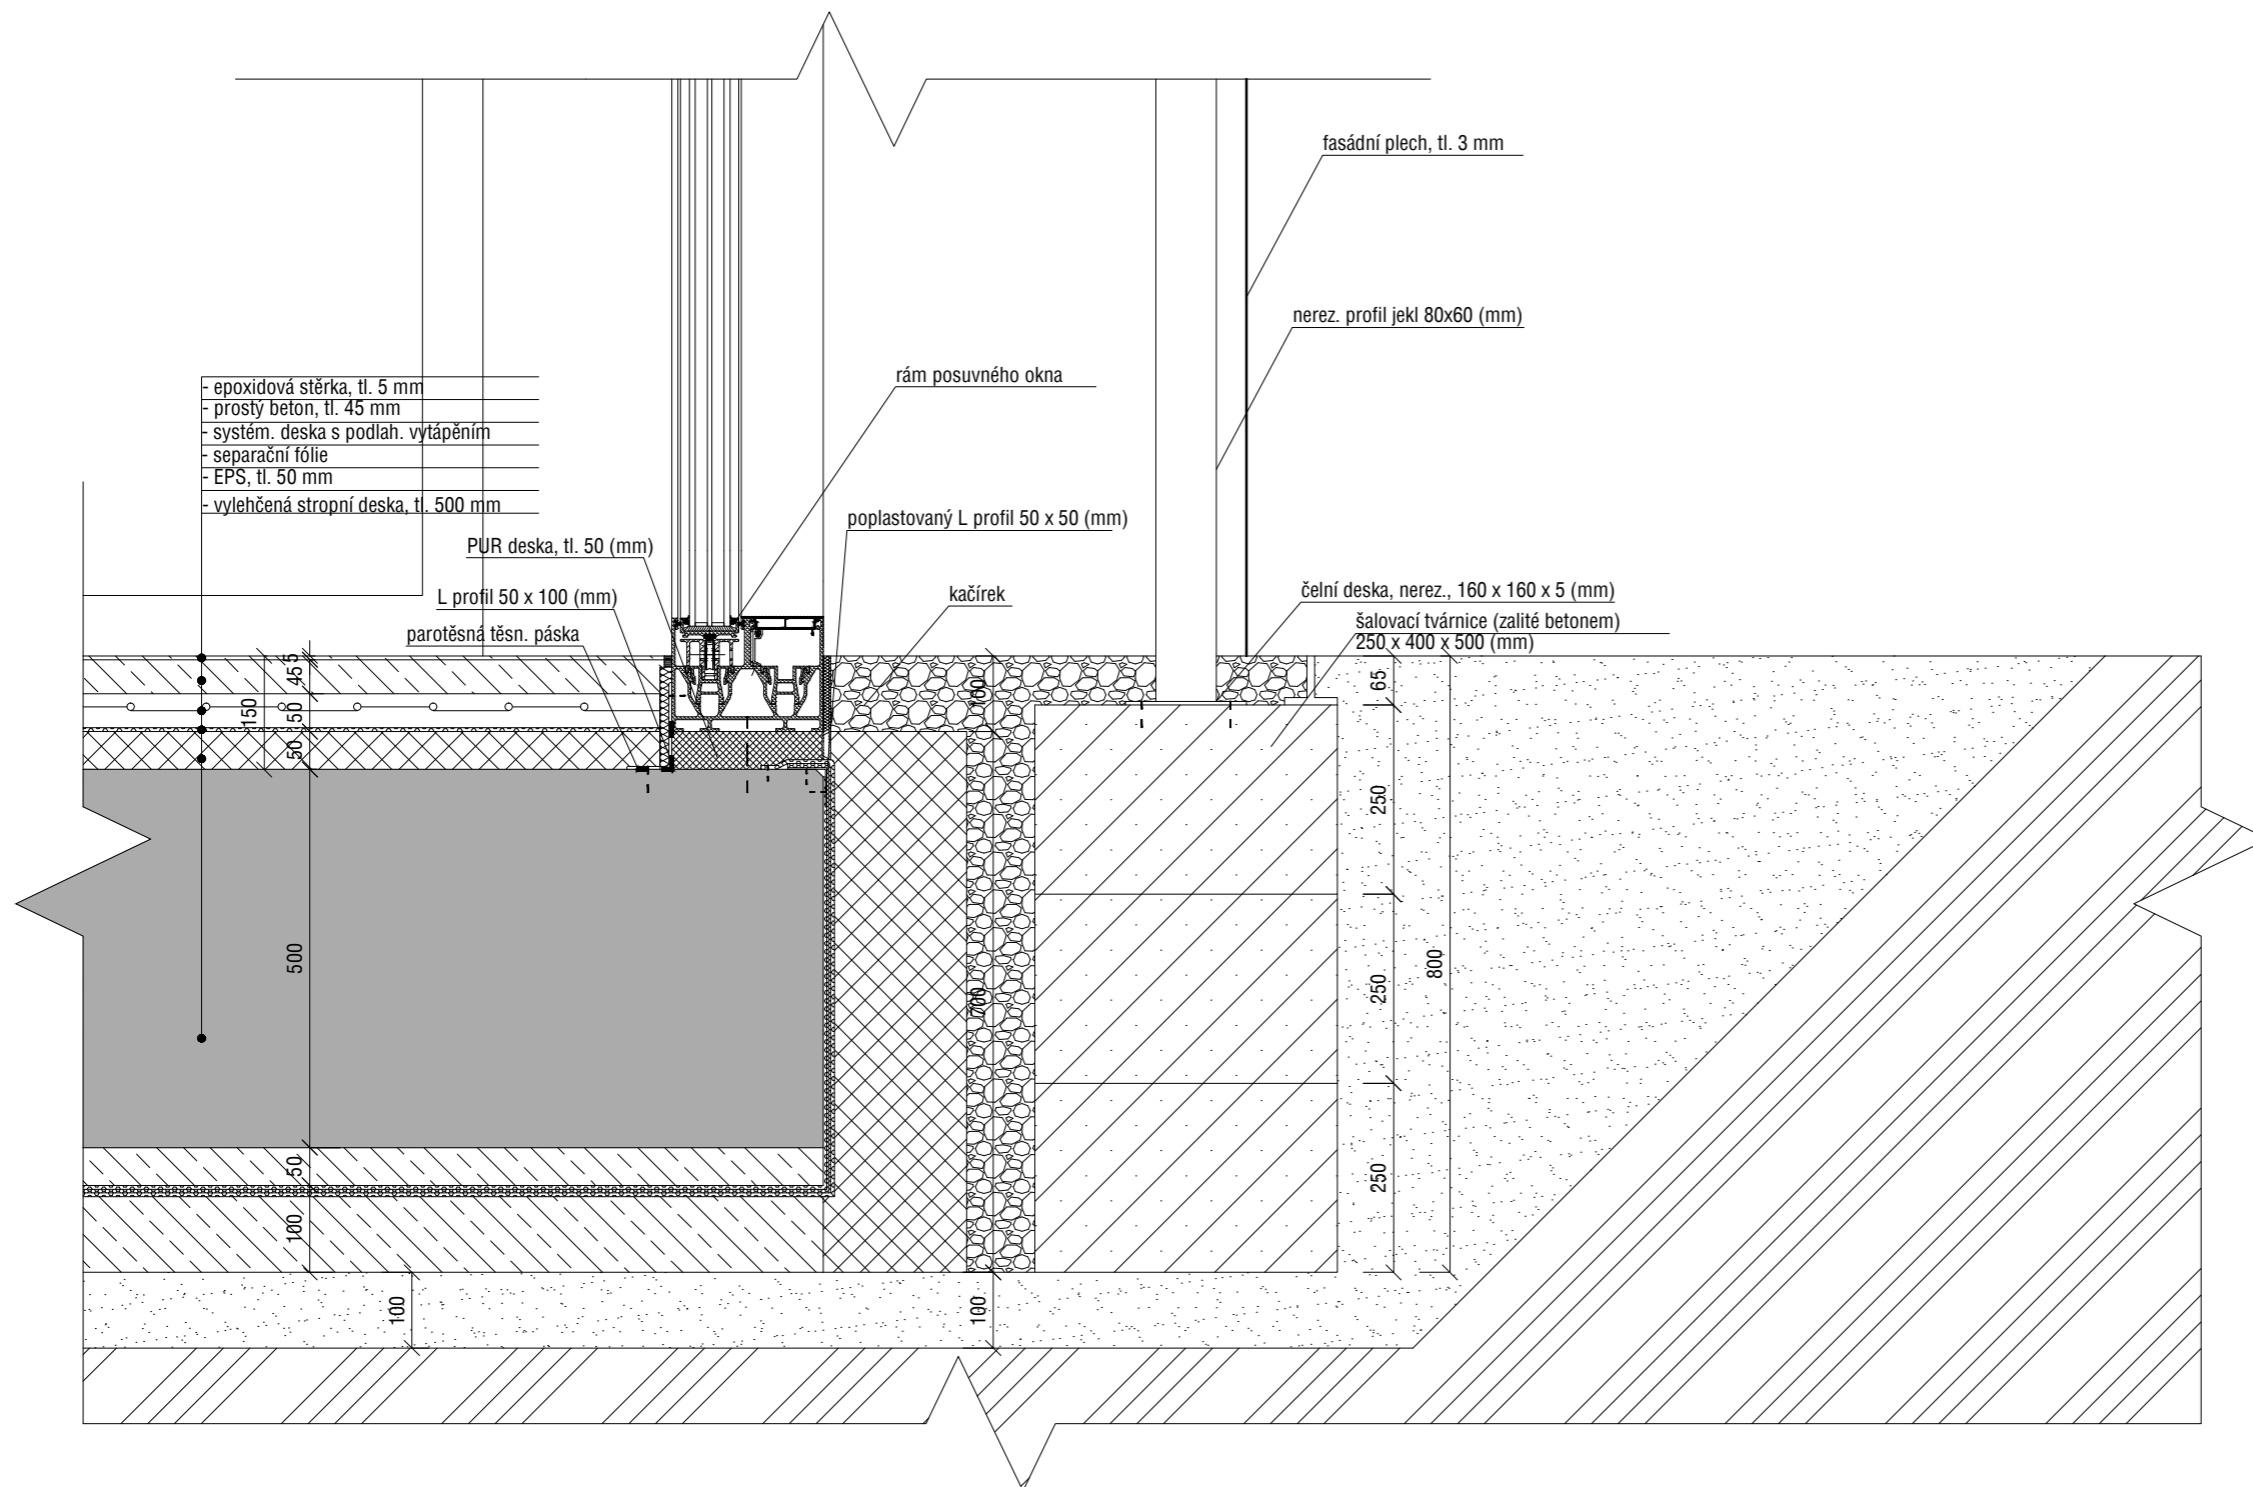 fasádní plech, tl. 3 mm
nerez. profil jekl 80x60 (mm)
rám posuvného okna
- epoxidová stěrka, tl. 5 mm
- prostý beton, tl. 45 mm
- systém. deska s podlah. vytápěním
- separační fólie
- EPS, tl. 50 mm
- vylehčená stropní deska, tl. 500 mm
poplastovaný L profil 50 x 50 (mm)
PUR deska, tl. 50 (mm)
L profil 50 x 100 (mm)
kačírek
čelní deska, nerez., 160 x 160 x 5 (mm)
parotěsná těsn. páska
šalovací tvárnice (zalité betonem)
250 x 400 x 500 (mm)
5
45
50
50
150
500
50
100
100
100
700
100
65
250
250
250
800